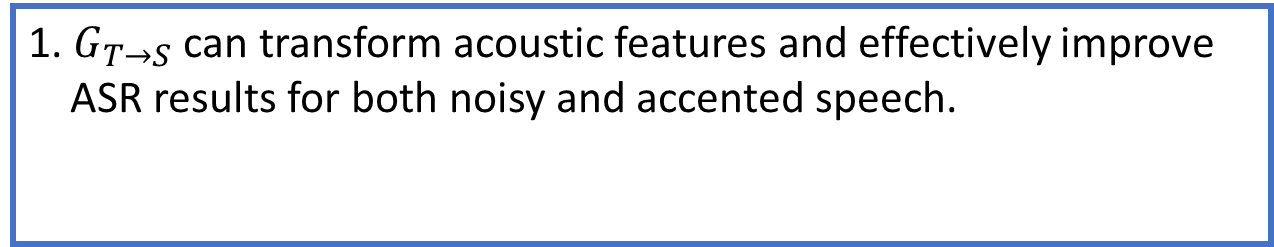 1. G_{T→S} can transform acoustic features and effectively improve
ASR results for both noisy and accented speech.